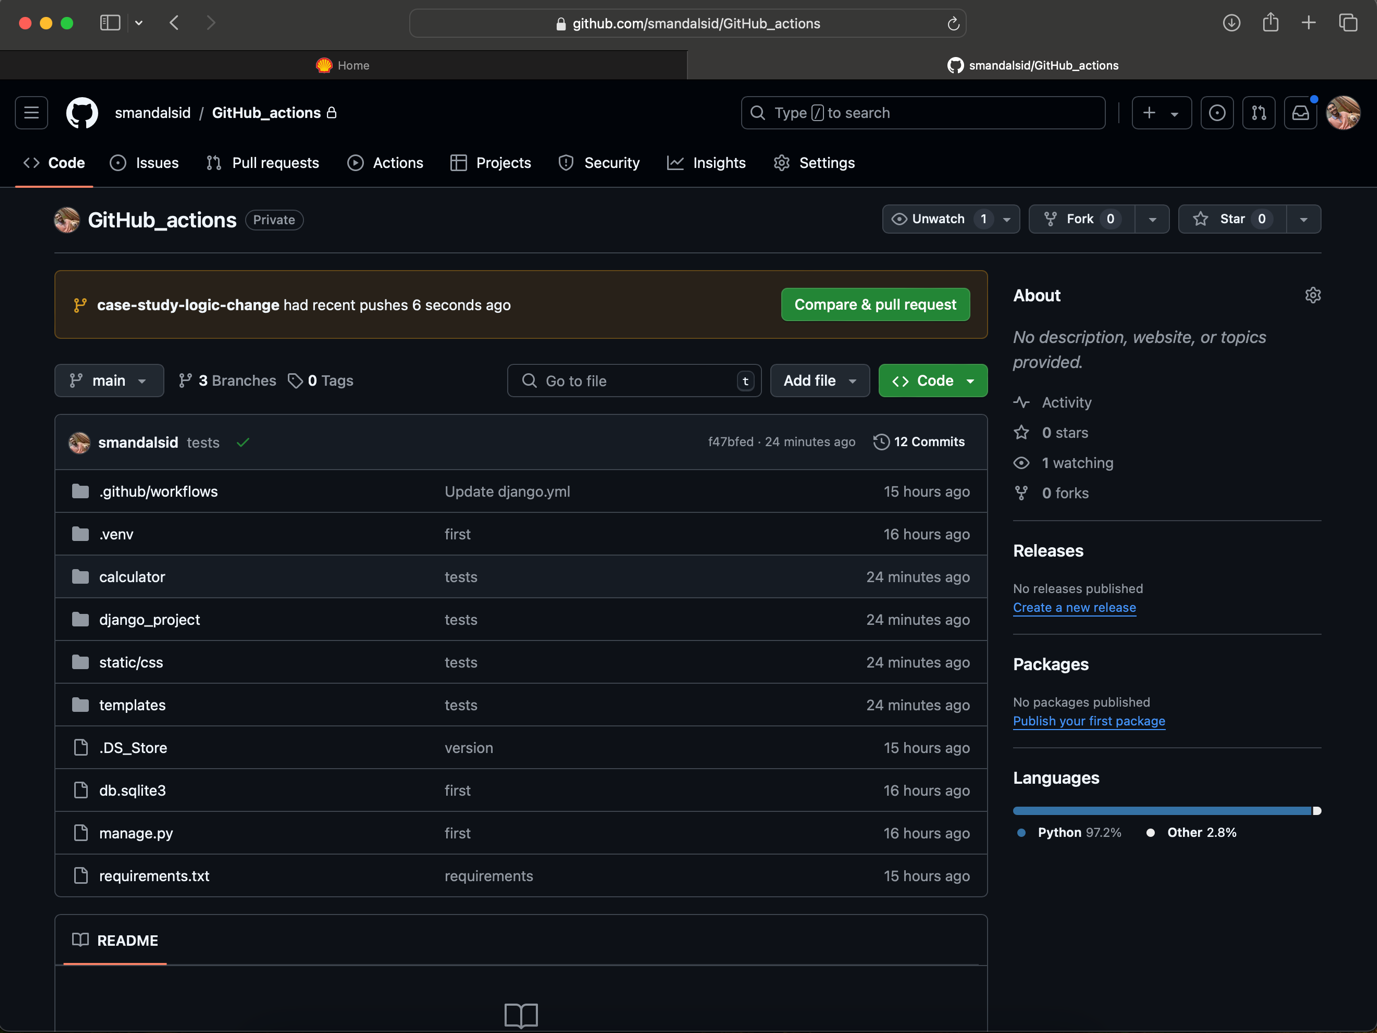 github.com/smandalsid/GitHub_actions
Home
smandalsid/GitHub_actions
smandalsid / GitHub_actions
Type / to search
Code Issues Pull requests Actions Projects Security Insights Settings
GitHub_actions Private
Unwatch 1 Fork 0 Star 0
case-study-logic-change had recent pushes 6 seconds ago
Compare & pull request
main 3 Branches 0 Tags
Go to file t
Add file
Code
smandalsid tests f47bfed · 24 minutes ago 12 Commits
.github/workflows Update django.yml 15 hours ago
.venv first 16 hours ago
calculator tests 24 minutes ago
django_project tests 24 minutes ago
static/css tests 24 minutes ago
templates tests 24 minutes ago
.DS_Store version 15 hours ago
db.sqlite3 first 16 hours ago
manage.py first 16 hours ago
requirements.txt requirements 15 hours ago
README
About
No description, website, or topics
provided.
Activity
0 stars
1 watching
0 forks
Releases
No releases published
Create a new release
Packages
No packages published
Publish your first package
Languages
Python 97.2% Other 2.8%